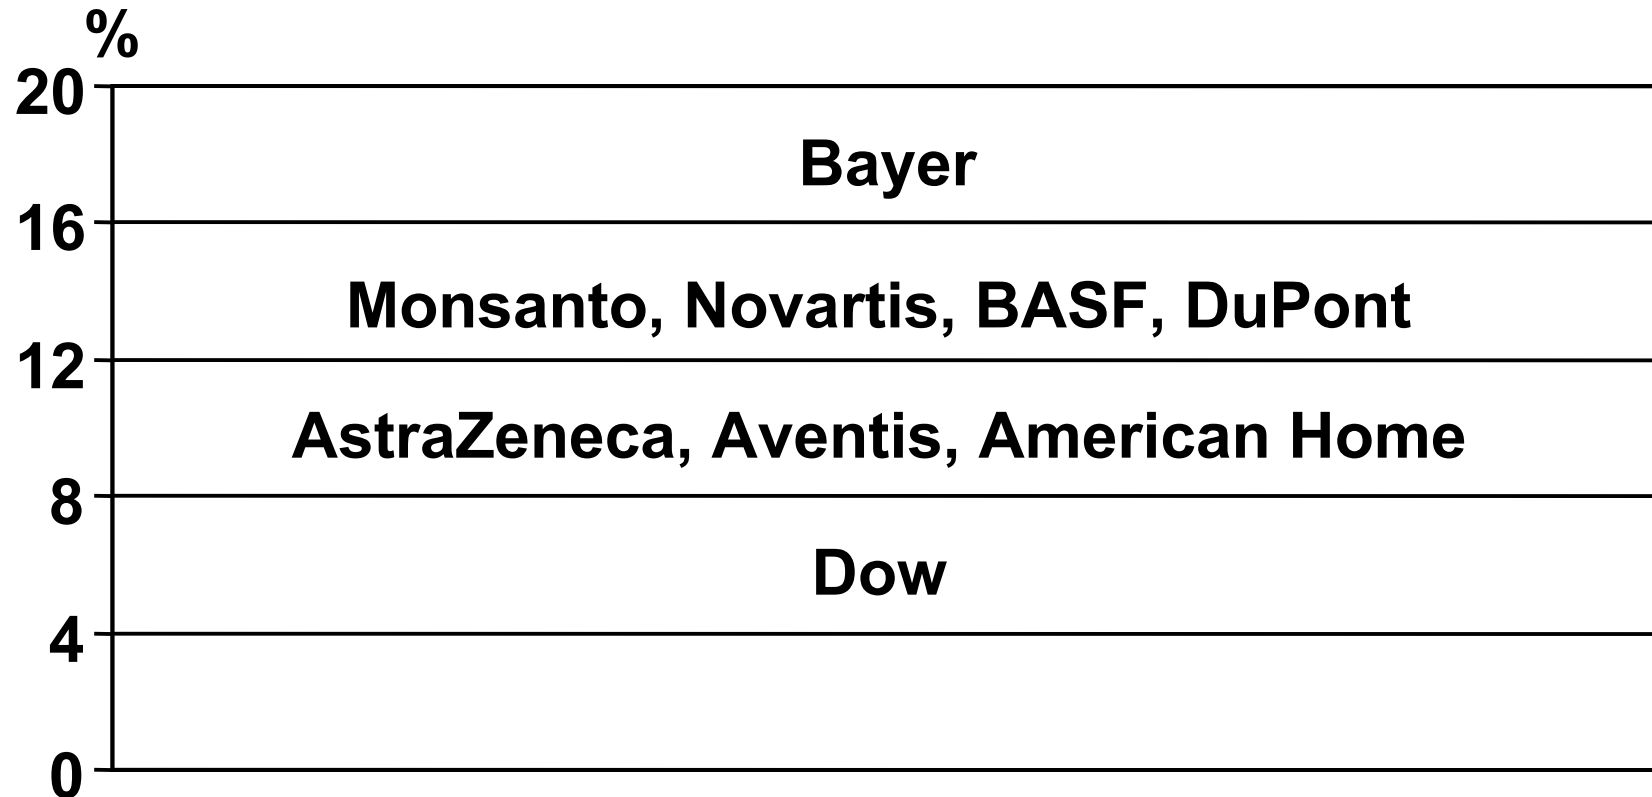 %
20
Bayer
16
Monsanto, Novartis, BASF, DuPont
12
AstraZeneca, Aventis, American Home
8
Dow
4
0